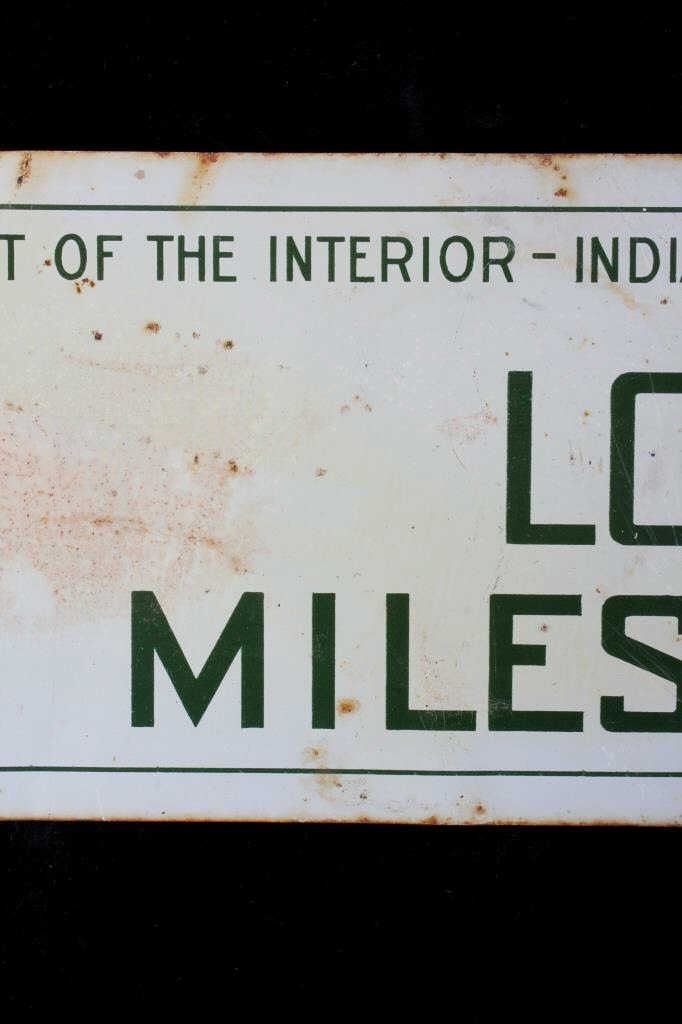 T OF THE INTERIOR - INDIA
LO
MILES